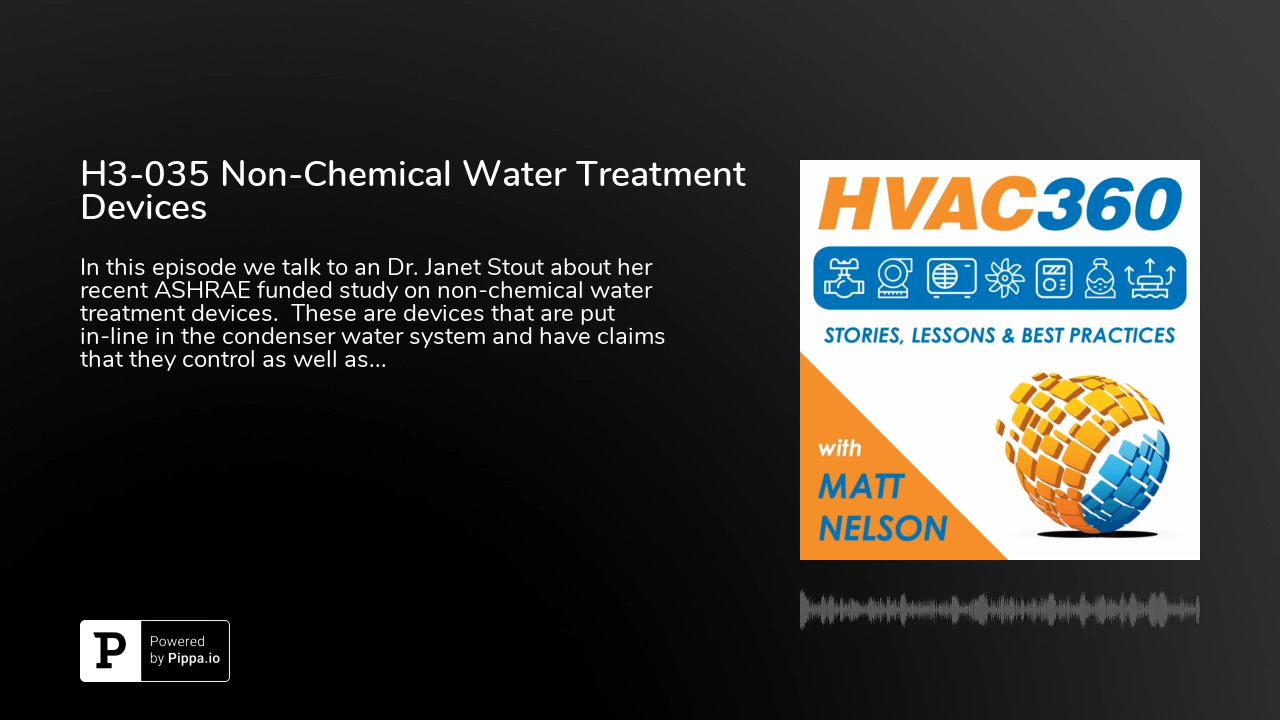 H3-035 Non-Chemical Water Treatment
Devices
In this episode we talk to an Dr. Janet Stout about her
recent ASHRAE funded study on non-chemical water
treatment devices.  These are devices that are put
in-line in the condenser water system and have claims
that they control as well as...
HVAC360
STORIES, LESSONS & BEST PRACTICES
with
MATT
NELSON
P
Powered
by Pippa.io